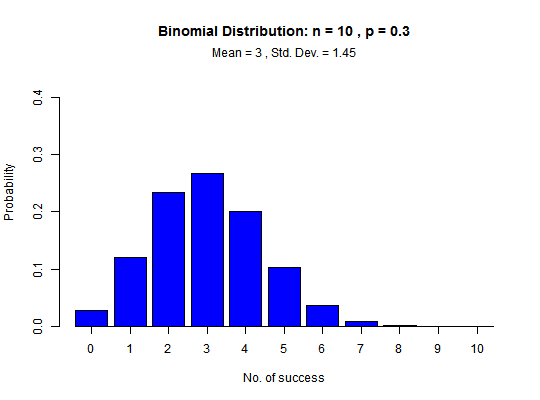 Binomial Distribution: n = 10 , p = 0.3
Mean = 3 , Std. Dev. = 1.45
Probability
0.4
0.3
0.2
0.1
0.0
0 1 2 3 4 5 6 7 8 9 10
No. of success